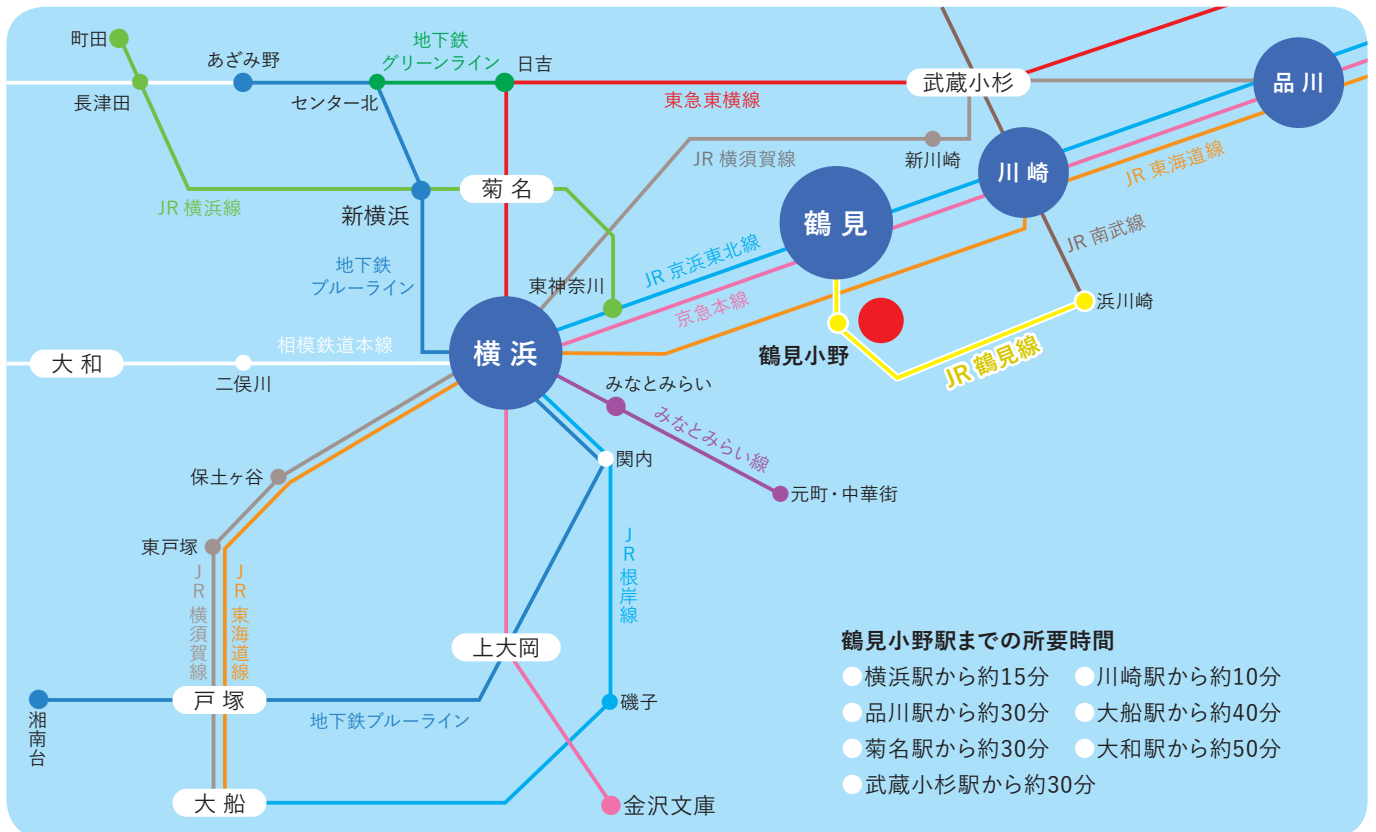 町田
長津田
あざみ野
地下鉄
グリーンライン
センター北
日吉
東急東横線
武蔵小杉
品川
JR 横須賀線
新川崎
川崎
JR 東海道線
JR 横浜線
菊名
新横浜
鶴見
JR 南武線
地下鉄
ブルーライン
東神奈川
JR 京浜東北線
京急本線
浜川崎
鶴見小野
JR 鶴見線
横浜
相模鉄道本線
大和
二俣川
みなとみらい
みなとみらい線
元町・中華街
関内
保土ヶ谷
東戸塚
JR 横須賀線
JR 東海道線
JR 根岸線
上大岡
戸塚
湘南台
地下鉄ブルーライン
磯子
大船
金沢文庫
鶴見小野駅までの所要時間
横浜駅から約15分 川崎駅から約10分
品川駅から約30分 大船駅から約40分
菊名駅から約30分 大和駅から約50分
武蔵小杉駅から約30分